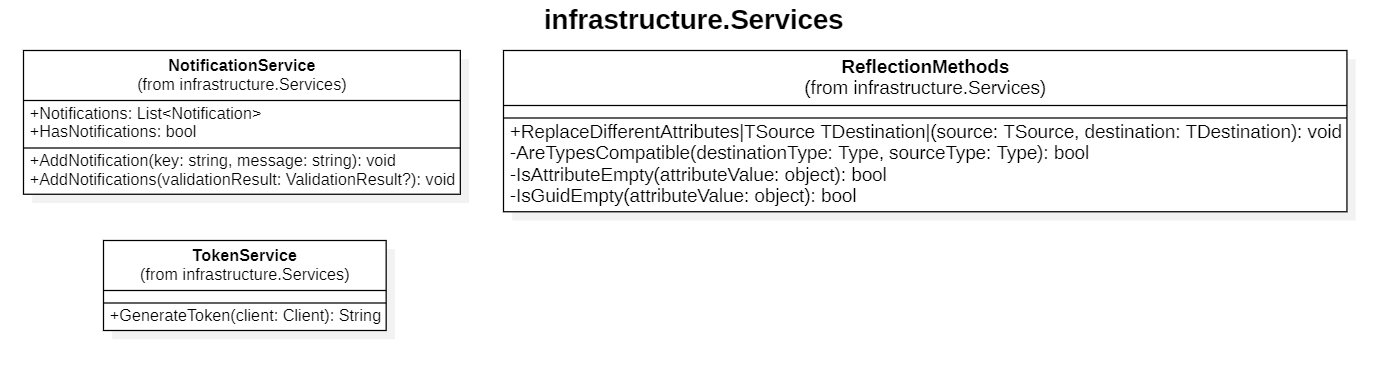 infrastructure.Services
NotificationService
(from infrastructure.Services)
+Notifications: List<Notification>
+HasNotifications: bool
+AddNotification(key: string, message: string): void
+AddNotifications(validationResult: ValidationResult?): void
ReflectionMethods
(from infrastructure.Services)
+ReplaceDifferentAttributes|TSource TDestination|(source: TSource, destination: TDestination): void
-AreTypesCompatible(destinationType: Type, sourceType: Type): bool
-IsAttributeEmpty(attributeValue: object): bool
-IsGuidEmpty(attributeValue: object): bool
TokenService
(from infrastructure.Services)
+GenerateToken(client: Client): String